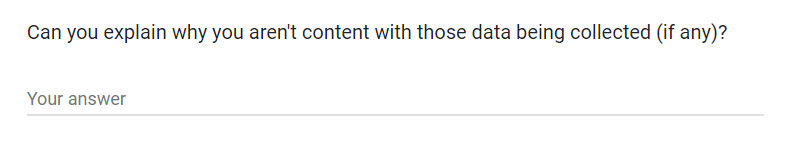 Can you explain why you aren't content with those data being collected (if any)?
Your answer